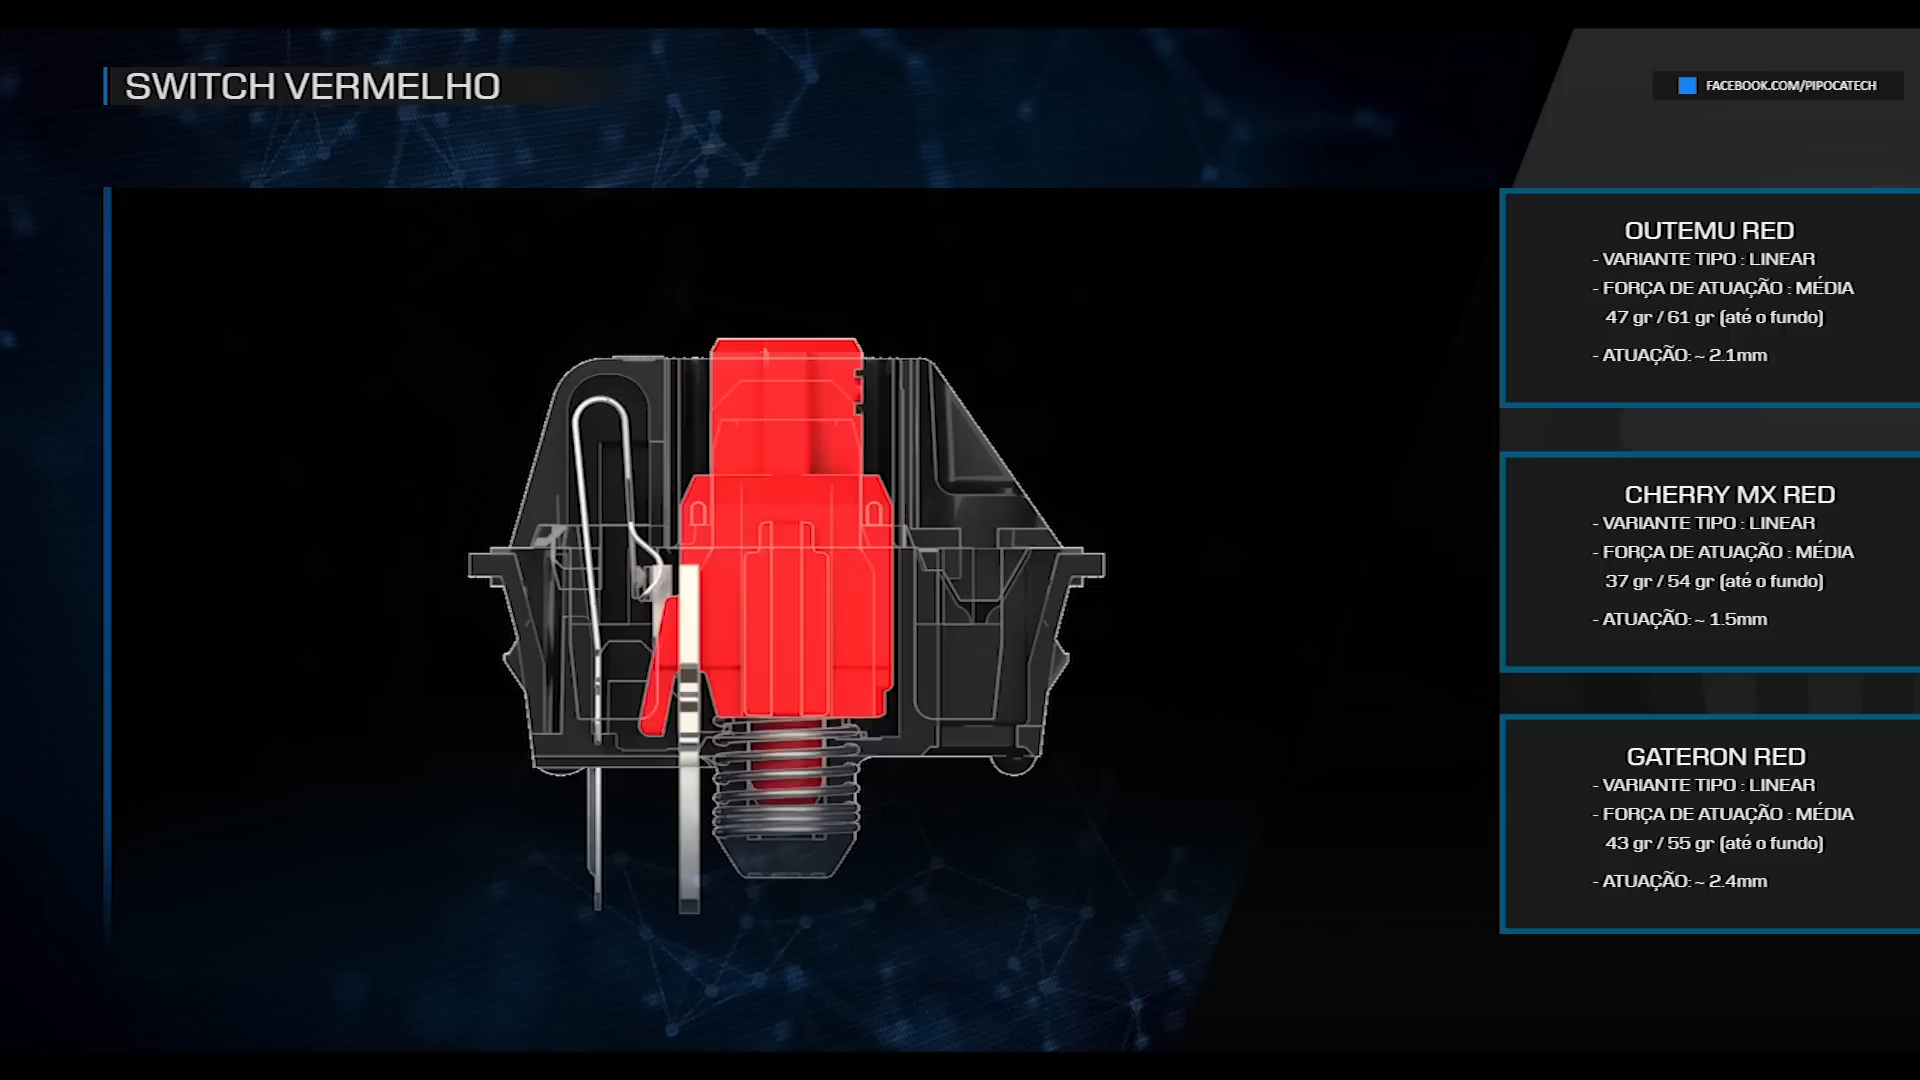 SWITCH VERMELHO
FACEBOOK.COM/PIPOCATECH
OUTEMU RED
- VARIANTE TIPO : LINEAR
- FORÇA DE ATUAÇÃO : MÉDIA
47 gr / 61 gr (até o fundo)
- ATUAÇÃO: ~ 2.1mm
CHERRY MX RED
- VARIANTE TIPO : LINEAR
- FORÇA DE ATUAÇÃO : MÉDIA
37 gr / 54 gr (até o fundo)
- ATUAÇÃO: ~ 1.5mm
GATERON RED
- VARIANTE TIPO : LINEAR
- FORÇA DE ATUAÇÃO : MÉDIA
43 gr / 55 gr (até o fundo)
- ATUAÇÃO: ~ 2.4mm